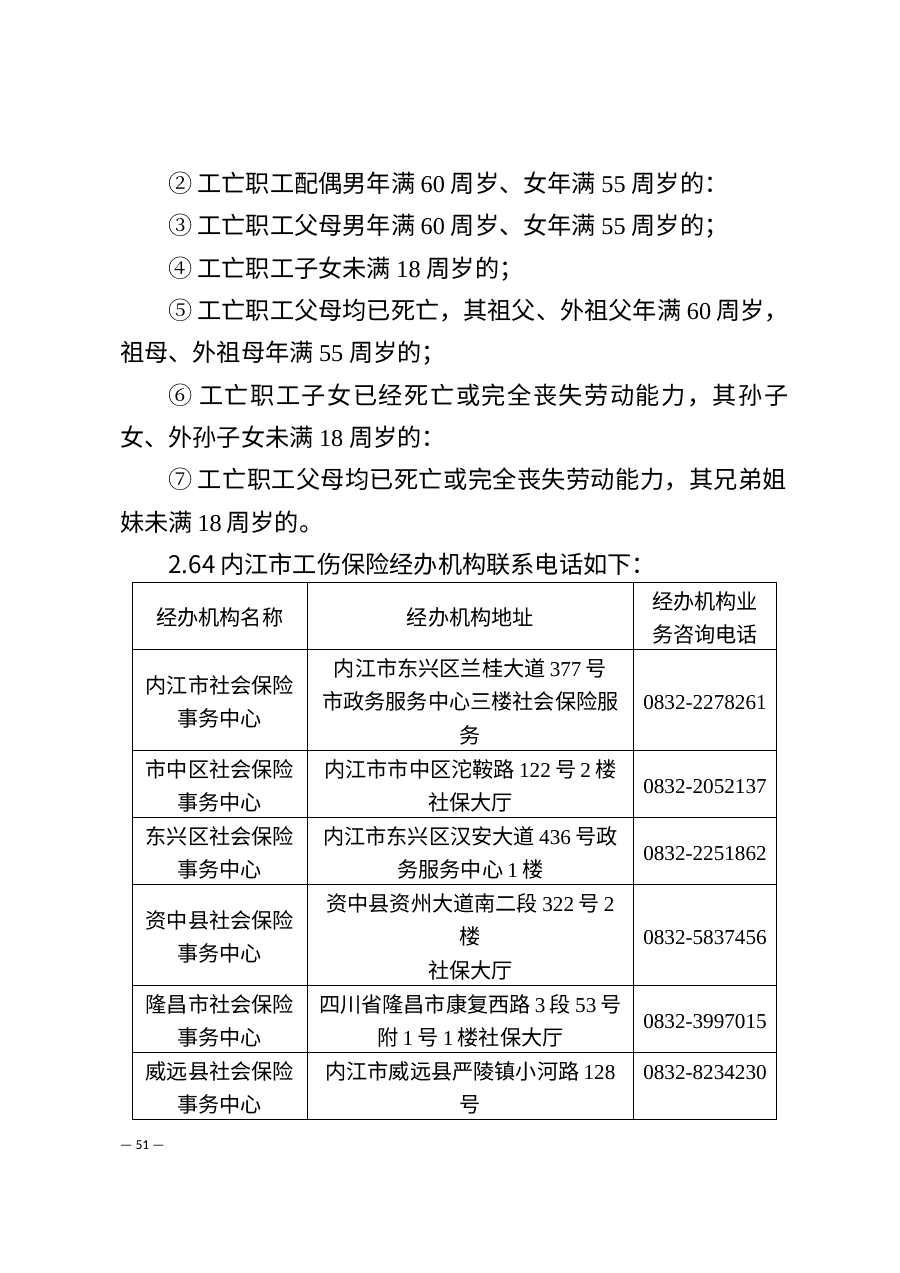 ② 工亡职工配偶男年满 60 周岁、女年满 55 周岁的：
③ 工亡职工父母男年满 60 周岁、女年满 55 周岁的；
④ 工亡职工子女未满 18 周岁的；
⑤ 工亡职工父母均已死亡，其祖父、外祖父年满 60 周岁，
祖母、外祖母年满 55 周岁的；
⑥ 工亡职工子女已经死亡或完全丧失劳动能力，其孙子
女、外孙子女未满 18 周岁的：
⑦ 工亡职工父母均已死亡或完全丧失劳动能力，其兄弟姐
妹未满 18 周岁的。
2.64 内江市工伤保险经办机构联系电话如下：
经办机构名称
经办机构地址
经办机构业
务咨询电话
内江市社会保险
事务中心
内江市东兴区兰桂大道 377 号
市政务服务中心三楼社会保险服
务
0832-2278261
市中区社会保险
事务中心
内江市市中区沱鞍路 122 号 2 楼
社保大厅
0832-2052137
东兴区社会保险
事务中心
内江市东兴区汉安大道 436 号政
务服务中心 1 楼
0832-2251862
资中县社会保险
事务中心
资中县资州大道南二段 322 号 2
楼
社保大厅
0832-5837456
隆昌市社会保险
事务中心
四川省隆昌市康复西路 3 段 53 号
附 1 号 1 楼社保大厅
0832-3997015
威远县社会保险
事务中心
内江市威远县严陵镇小河路 128
号
0832-8234230
— 51 —